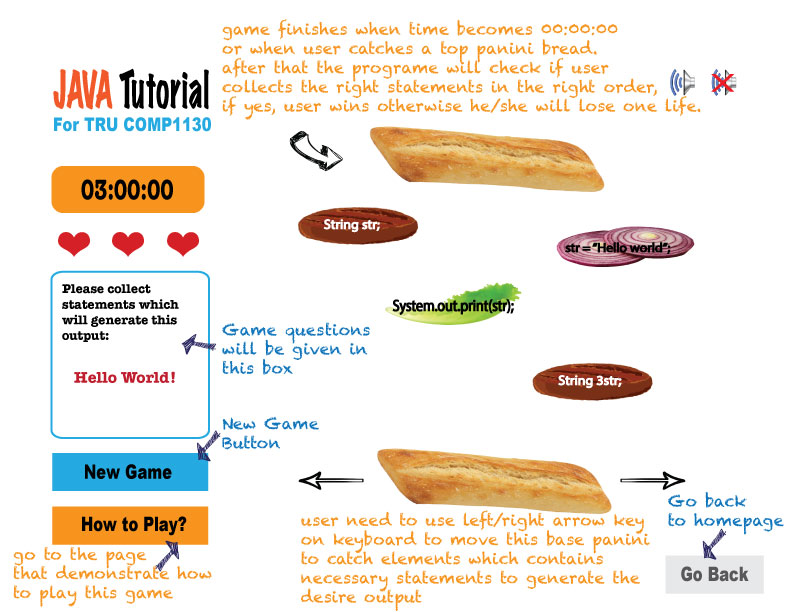 game finishes when time becomes 00:00:00
or when user catches a top panini bread.
after that the programe will check if user
collects the right statements in the right order,
if yes, user wins otherwise he/she will lose one life.
JAVA Tutorial
For TRU COMP1130
03:00:00
String str;
str = “Hello world”;
Please collect
statements which
will generate this
output:
Hello World!
System.out.print(str);
Game questions
will be given in
this box
String 3str;
New Game
Button
New Game
How to Play?
go to the page
that demonstrate how
to play this game
user need to use left/right arrow key
on keyboard to move this base panini
to catch elements which contains
necessary statements to generate the
desire output
Go back
to homepage
Go Back